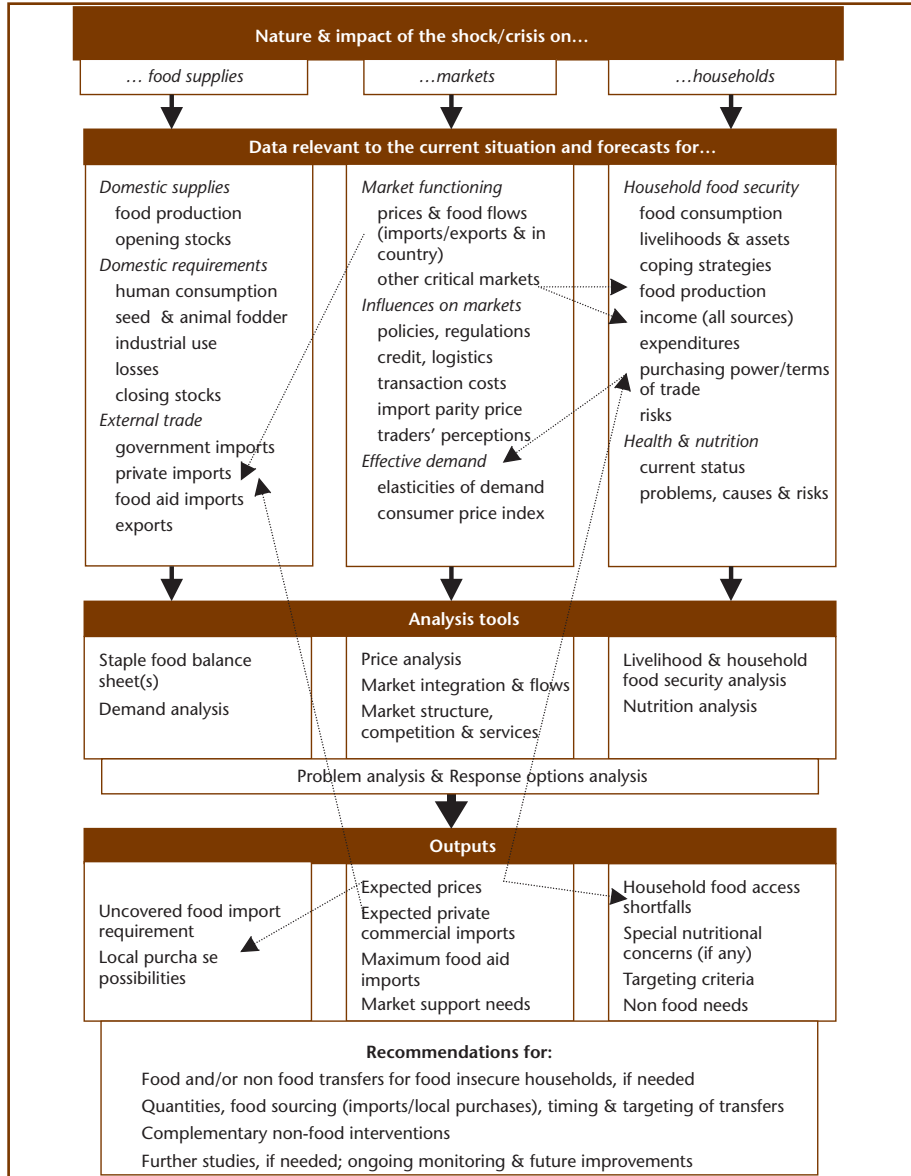 Nature & impact of the shock/crisis on…
… food supplies
…markets
…households
Data relevant to the current situation and forecasts for…
Domestic supplies
food production
opening stocks
Domestic requirements
human consumption
seed & animal fodder
industrial use
losses
closing stocks
External trade
government imports
private imports
food aid imports
exports
Market functioning
prices & food flows
(imports/exports & in
country)
other critical markets
Influences on markets
policies, regulations
credit, logistics
transaction costs
import parity price
traders’ perceptions
Effective demand
elasticities of demand
consumer price index
Household food security
food consumption
livelihoods & assets
coping strategies
food production
income (all sources)
expenditures
purchasing power/terms
of trade
risks
Health & nutrition
current status
problems, causes & risks
Analysis tools
Staple food balance
sheet(s)
Demand analysis
Price analysis
Market integration & flows
Market structure,
competition & services
Livelihood & household
food security analysis
Nutrition analysis
Problem analysis & Response options analysis
Outputs
Uncovered food import
requirement
Local purcha se
possibilities
Expected prices
Expected private
commercial imports
Maximum food aid
imports
Market support needs
Household food access
shortfalls
Special nutritional
concerns (if any)
Targeting criteria
Non food needs
Recommendations for:
Food and/or non food transfers for food insecure households, if needed
Quantities, food sourcing (imports/local purchases), timing & targeting of transfers
Complementary non-food interventions
Further studies, if needed; ongoing monitoring & future improvements